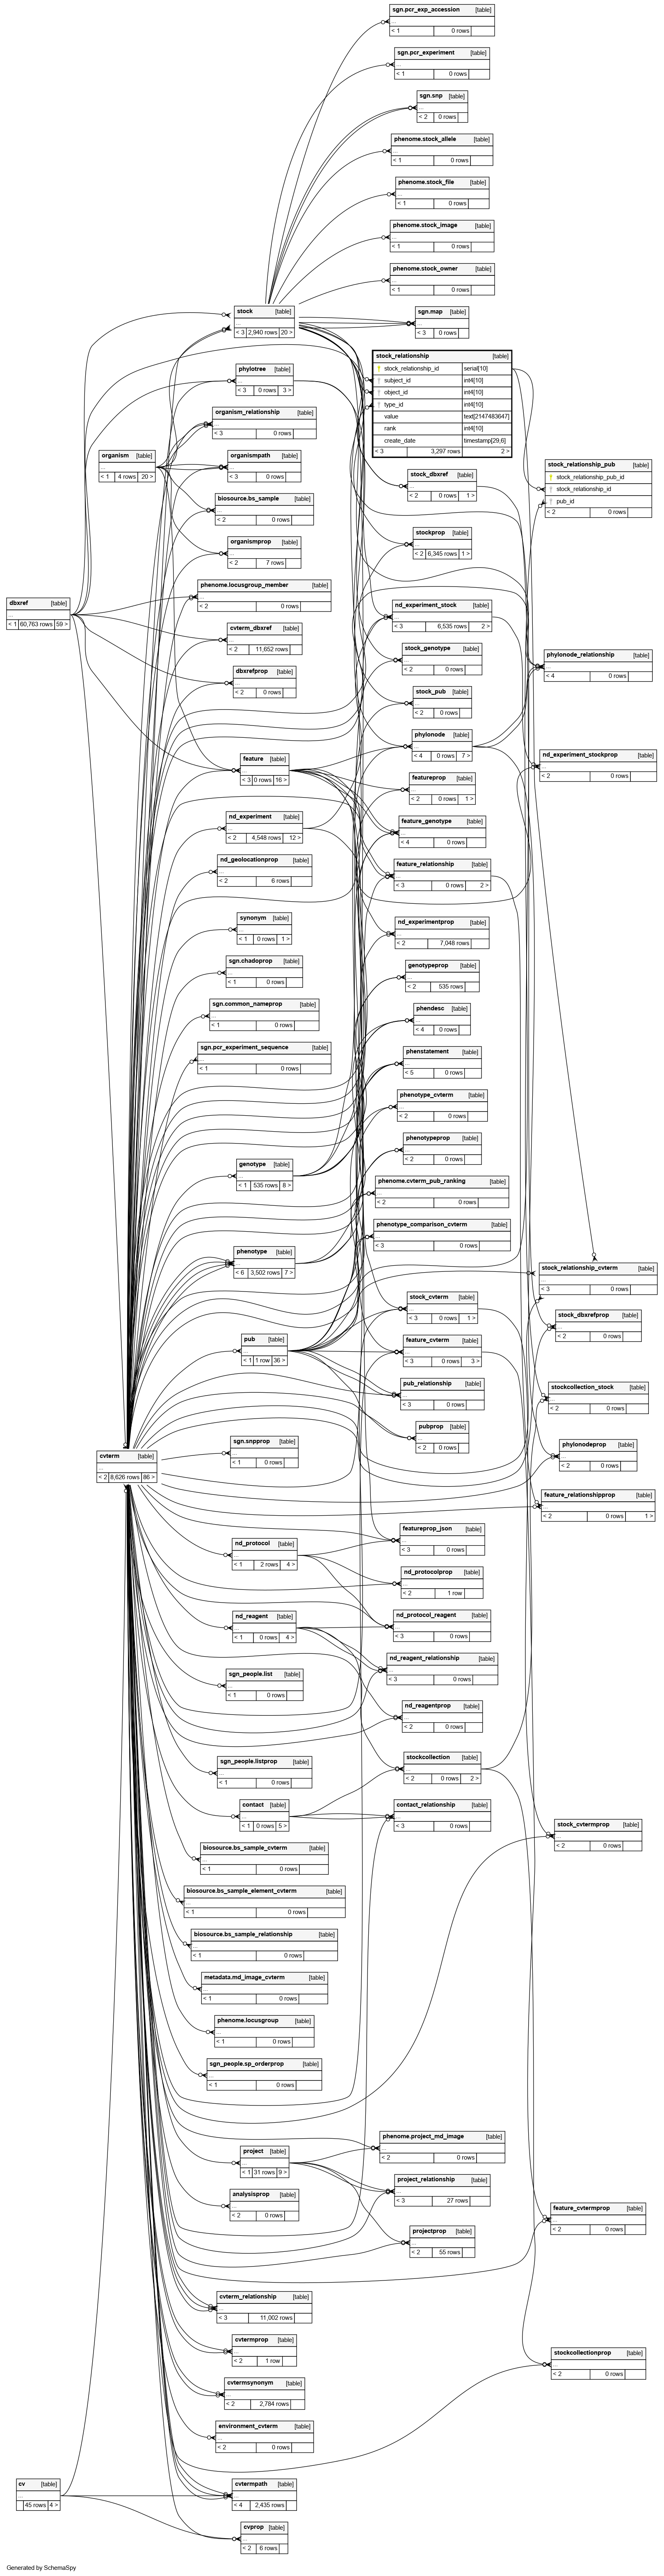 sgn.pcr_exp_accession [table]
...
< 1 0 rows
sgn.pcr_experiment [table]
...
< 1 0 rows
sgn.snp [table]
...
< 2 0 rows
phenome.stock_allele [table]
...
< 1 0 rows
phenome.stock_file [table]
...
< 1 0 rows
phenome.stock_image [table]
...
< 1 0 rows
phenome.stock_owner [table]
...
< 1 0 rows
stock [table]
...
< 3 2,940 rows 20 >
sgn.map [table]
...
< 3 0 rows
stock_relationship [table]
stock_relationship_id serial[10]
subject_id int4[10]
object_id int4[10]
type_id int4[10]
value text[2147483647]
rank int4[10]
create_date timestamp[29,6]
< 3 3,297 rows 2 >
phylotree [table]
...
< 3 0 rows 3 >
organism_relationship [table]
...
< 3 0 rows
organism [table]
...
< 1 4 rows 20 >
organismpath [table]
...
< 3 0 rows
stock_relationship_pub [table]
stock_relationship_pub_id
stock_relationship_id
pub_id
< 2 0 rows
stock_dbxref [table]
...
< 2 0 rows 1 >
biosource.bs_sample [table]
...
< 2 0 rows
stockprop [table]
...
< 2 6,345 rows 1 >
organismprop [table]
...
< 2 7 rows
phenome.locusgroup_member [table]
...
< 2 0 rows
dbxref [table]
...
< 1 60,763 rows 59 >
nd_experiment_stock [table]
...
< 3 6,535 rows 2 >
cvterm_dbxref [table]
...
< 2 11,652 rows
stock_genotype [table]
...
< 2 0 rows
phylonode_relationship [table]
...
< 4 0 rows
dbxrefprop [table]
...
< 2 0 rows
stock_pub [table]
...
< 2 0 rows
phylonode [table]
...
< 4 0 rows 7 >
nd_experiment_stockprop [table]
...
< 2 0 rows
feature [table]
...
< 3 0 rows 16 >
featureprop [table]
...
< 2 0 rows 1 >
nd_experiment [table]
...
< 2 4,548 rows 12 >
feature_genotype [table]
...
< 4 0 rows
nd_geolocationprop [table]
...
< 2 6 rows
feature_relationship [table]
...
< 3 0 rows 2 >
synonym [table]
...
< 1 0 rows 1 >
nd_experimentprop [table]
...
< 2 7,048 rows
sgn.chadoprop [table]
...
< 1 0 rows
genotypeprop [table]
...
< 2 535 rows
sgn.common_nameprop [table]
...
< 1 0 rows
phendesc [table]
...
< 4 0 rows
sgn.pcr_experiment_sequence [table]
...
< 1 0 rows
phenstatement [table]
...
< 5 0 rows
phenotype_cvterm [table]
...
< 2 0 rows
phenotypeprop [table]
...
< 2 0 rows
genotype [table]
...
< 1 535 rows 8 >
phenome.cvterm_pub_ranking [table]
...
< 2 0 rows
phenotype_comparison_cvterm [table]
...
< 3 0 rows
phenotype [table]
...
< 6 3,502 rows 7 >
stock_relationship_cvterm [table]
...
< 3 0 rows
stock_cvterm [table]
...
< 3 0 rows 1 >
stock_dbxrefprop [table]
...
< 2 0 rows
pub [table]
...
< 1 1 row 36 >
feature_cvterm [table]
...
< 3 0 rows 3 >
pub_relationship [table]
...
< 3 0 rows
stockcollection_stock [table]
...
< 2 0 rows
pubprop [table]
...
< 2 0 rows
cvterm [table]
...
< 2 8,626 rows 86 >
sgn.snpprop [table]
...
< 1 0 rows
phylonodeprop [table]
...
< 2 0 rows
feature_relationshipprop [table]
...
< 2 0 rows 1 >
featureprop_json [table]
...
< 3 0 rows
nd_protocol [table]
...
< 1 2 rows 4 >
nd_protocolprop [table]
...
< 2 1 row
nd_reagent [table]
...
< 1 0 rows 4 >
nd_protocol_reagent [table]
...
< 3 0 rows
nd_reagent_relationship [table]
...
< 3 0 rows
sgn_people.list [table]
...
< 1 0 rows
nd_reagentprop [table]
...
< 2 0 rows
sgn_people.listprop [table]
...
< 1 0 rows
stockcollection [table]
...
< 2 0 rows 2 >
contact [table]
...
< 1 0 rows 5 >
contact_relationship [table]
...
< 3 0 rows
stock_cvtermprop [table]
...
< 2 0 rows
biosource.bs_sample_cvterm [table]
...
< 1 0 rows
biosource.bs_sample_element_cvterm [table]
...
< 1 0 rows
biosource.bs_sample_relationship [table]
...
< 1 0 rows
metadata.md_image_cvterm [table]
...
< 1 0 rows
phenome.locusgroup [table]
...
< 1 0 rows
sgn_people.sp_orderprop [table]
...
< 1 0 rows
phenome.project_md_image [table]
...
< 2 0 rows
project [table]
...
< 1 31 rows 9 >
project_relationship [table]
...
< 3 27 rows
analysisprop [table]
...
< 2 0 rows
feature_cvtermprop [table]
...
< 2 0 rows
projectprop [table]
...
< 2 55 rows
cvterm_relationship [table]
...
< 3 11,002 rows
cvtermprop [table]
...
< 2 1 row
stockcollectionprop [table]
...
< 2 0 rows
cvtermsynonym [table]
...
< 2 2,784 rows
environment_cvterm [table]
...
< 2 0 rows
cv [table]
...
45 rows 4 >
cvtermpath [table]
...
< 4 2,435 rows
cvprop [table]
...
< 2 6 rows
Generated by SchemaSpy